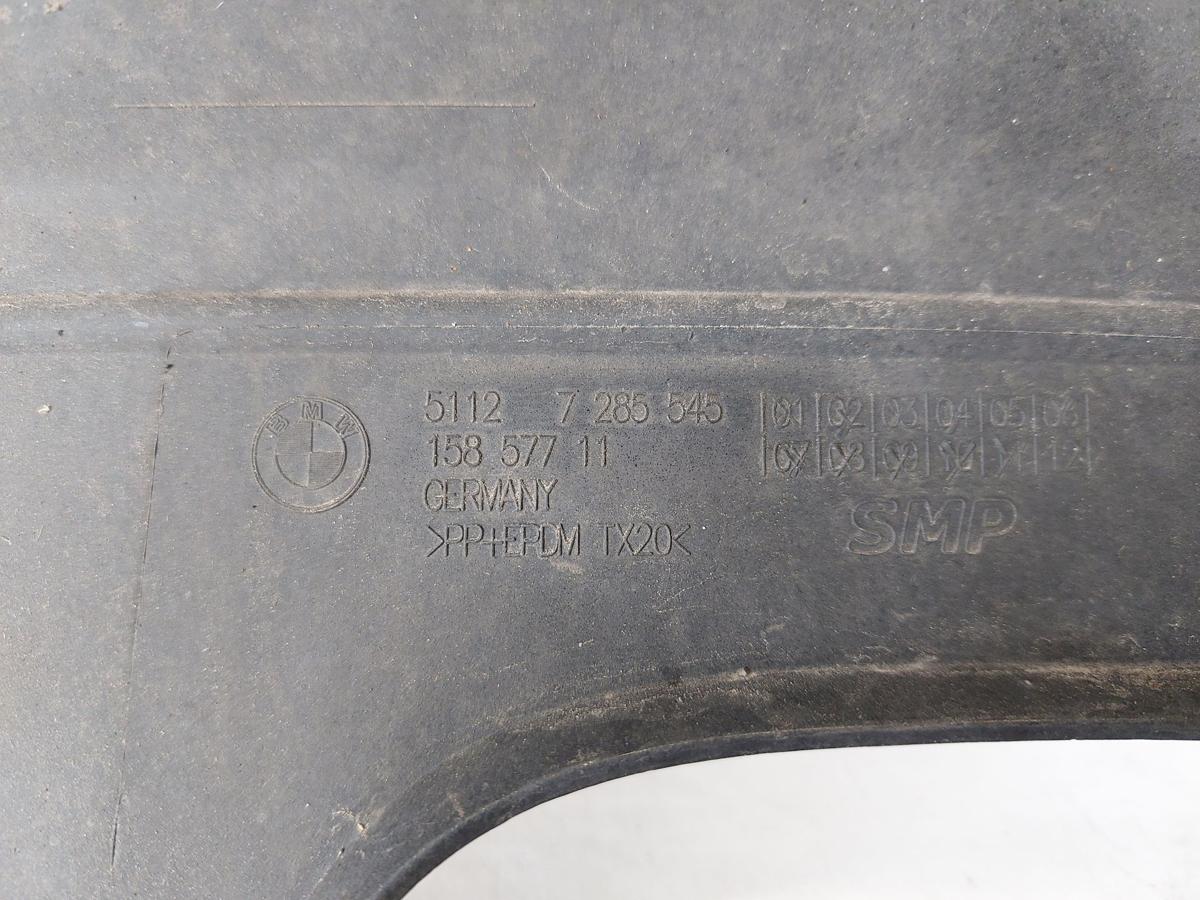 BMW
5112 7 285 545
158 577 11
GERMANY
>PP+EPDM TX20<
01 02 03 04 05 06
07 08 09 10 11 12
SMP